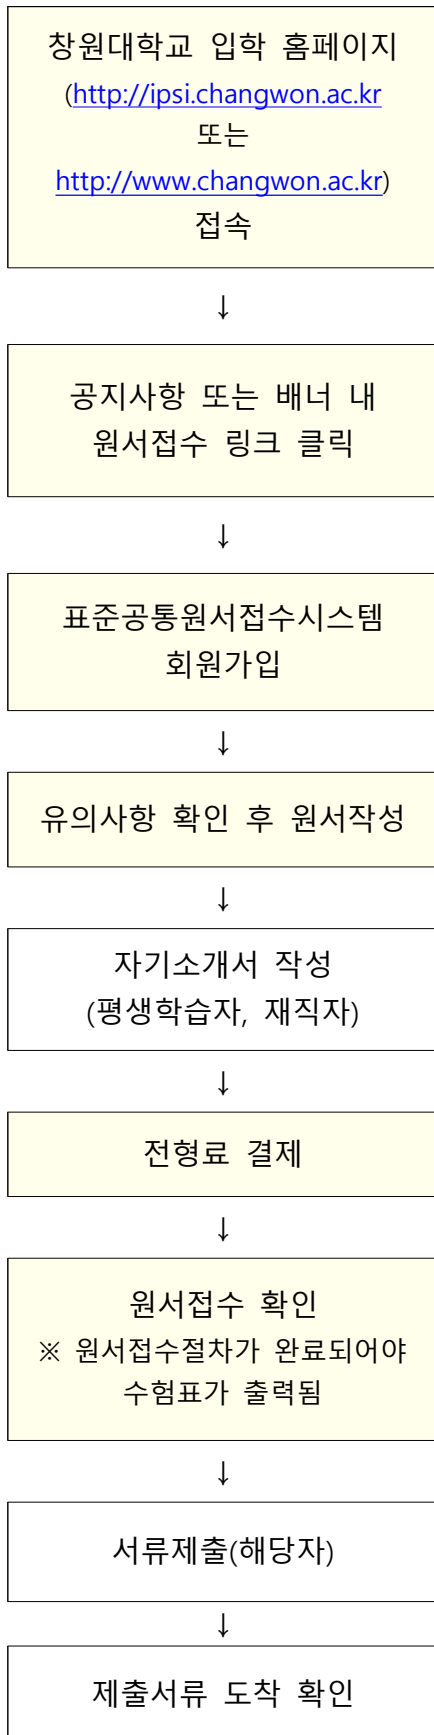 창원대학교 입학 홈페이지
(http://ipsi.changwon.ac.kr
또는
http://www.changwon.ac.kr)
접속
↓
공지사항 또는 배너 내
원서접수 링크 클릭
↓
표준공통원서접수시스템
회원가입
↓
유의사항 확인 후 원서작성
↓
자기소개서 작성
(평생학습자, 재직자)
↓
전형료 결제
↓
원서접수 확인
※ 원서접수절차가 완료되어야
수험표가 출력됨
↓
서류제출(해당자)
↓
제출서류 도착 확인